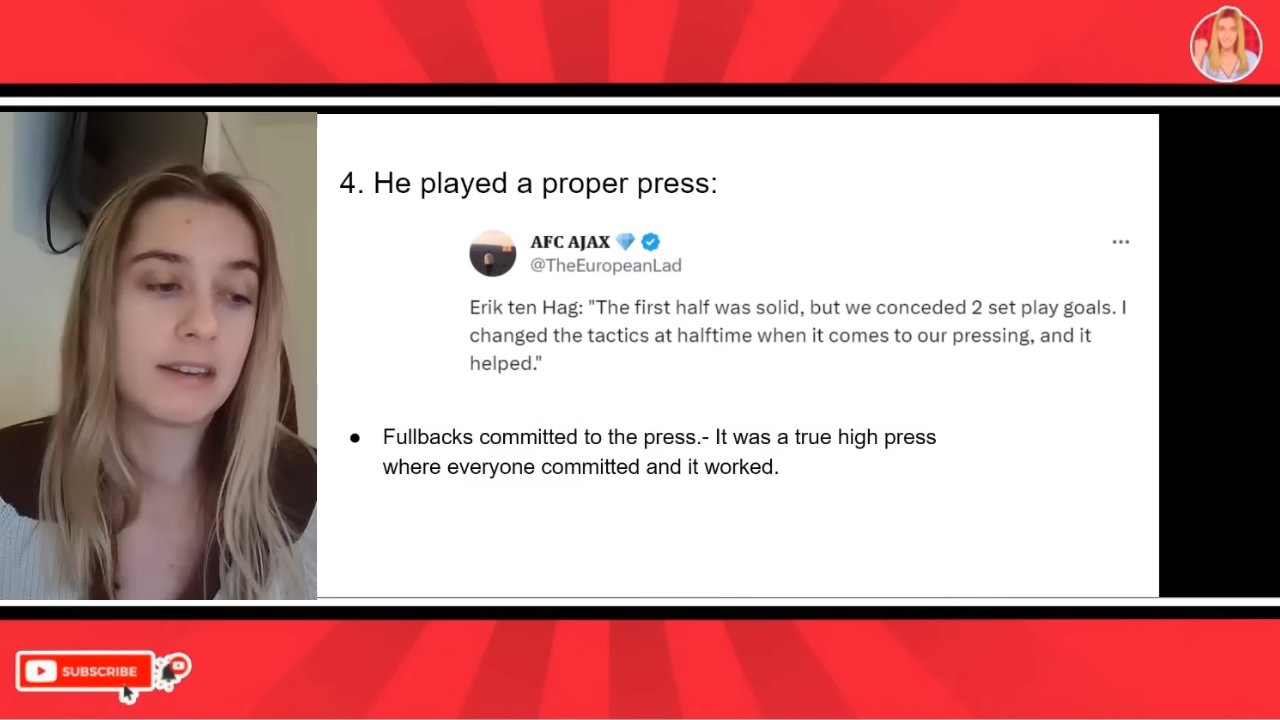 4. He played a proper press:
AFC AJAX 💎
@TheEuropeanLad
Erik ten Hag: "The first half was solid, but we conceded 2 set play goals. I
changed the tactics at halftime when it comes to our pressing, and it
helped."
● Fullbacks committed to the press.- It was a true high press
where everyone committed and it worked.
SUBSCRIBE